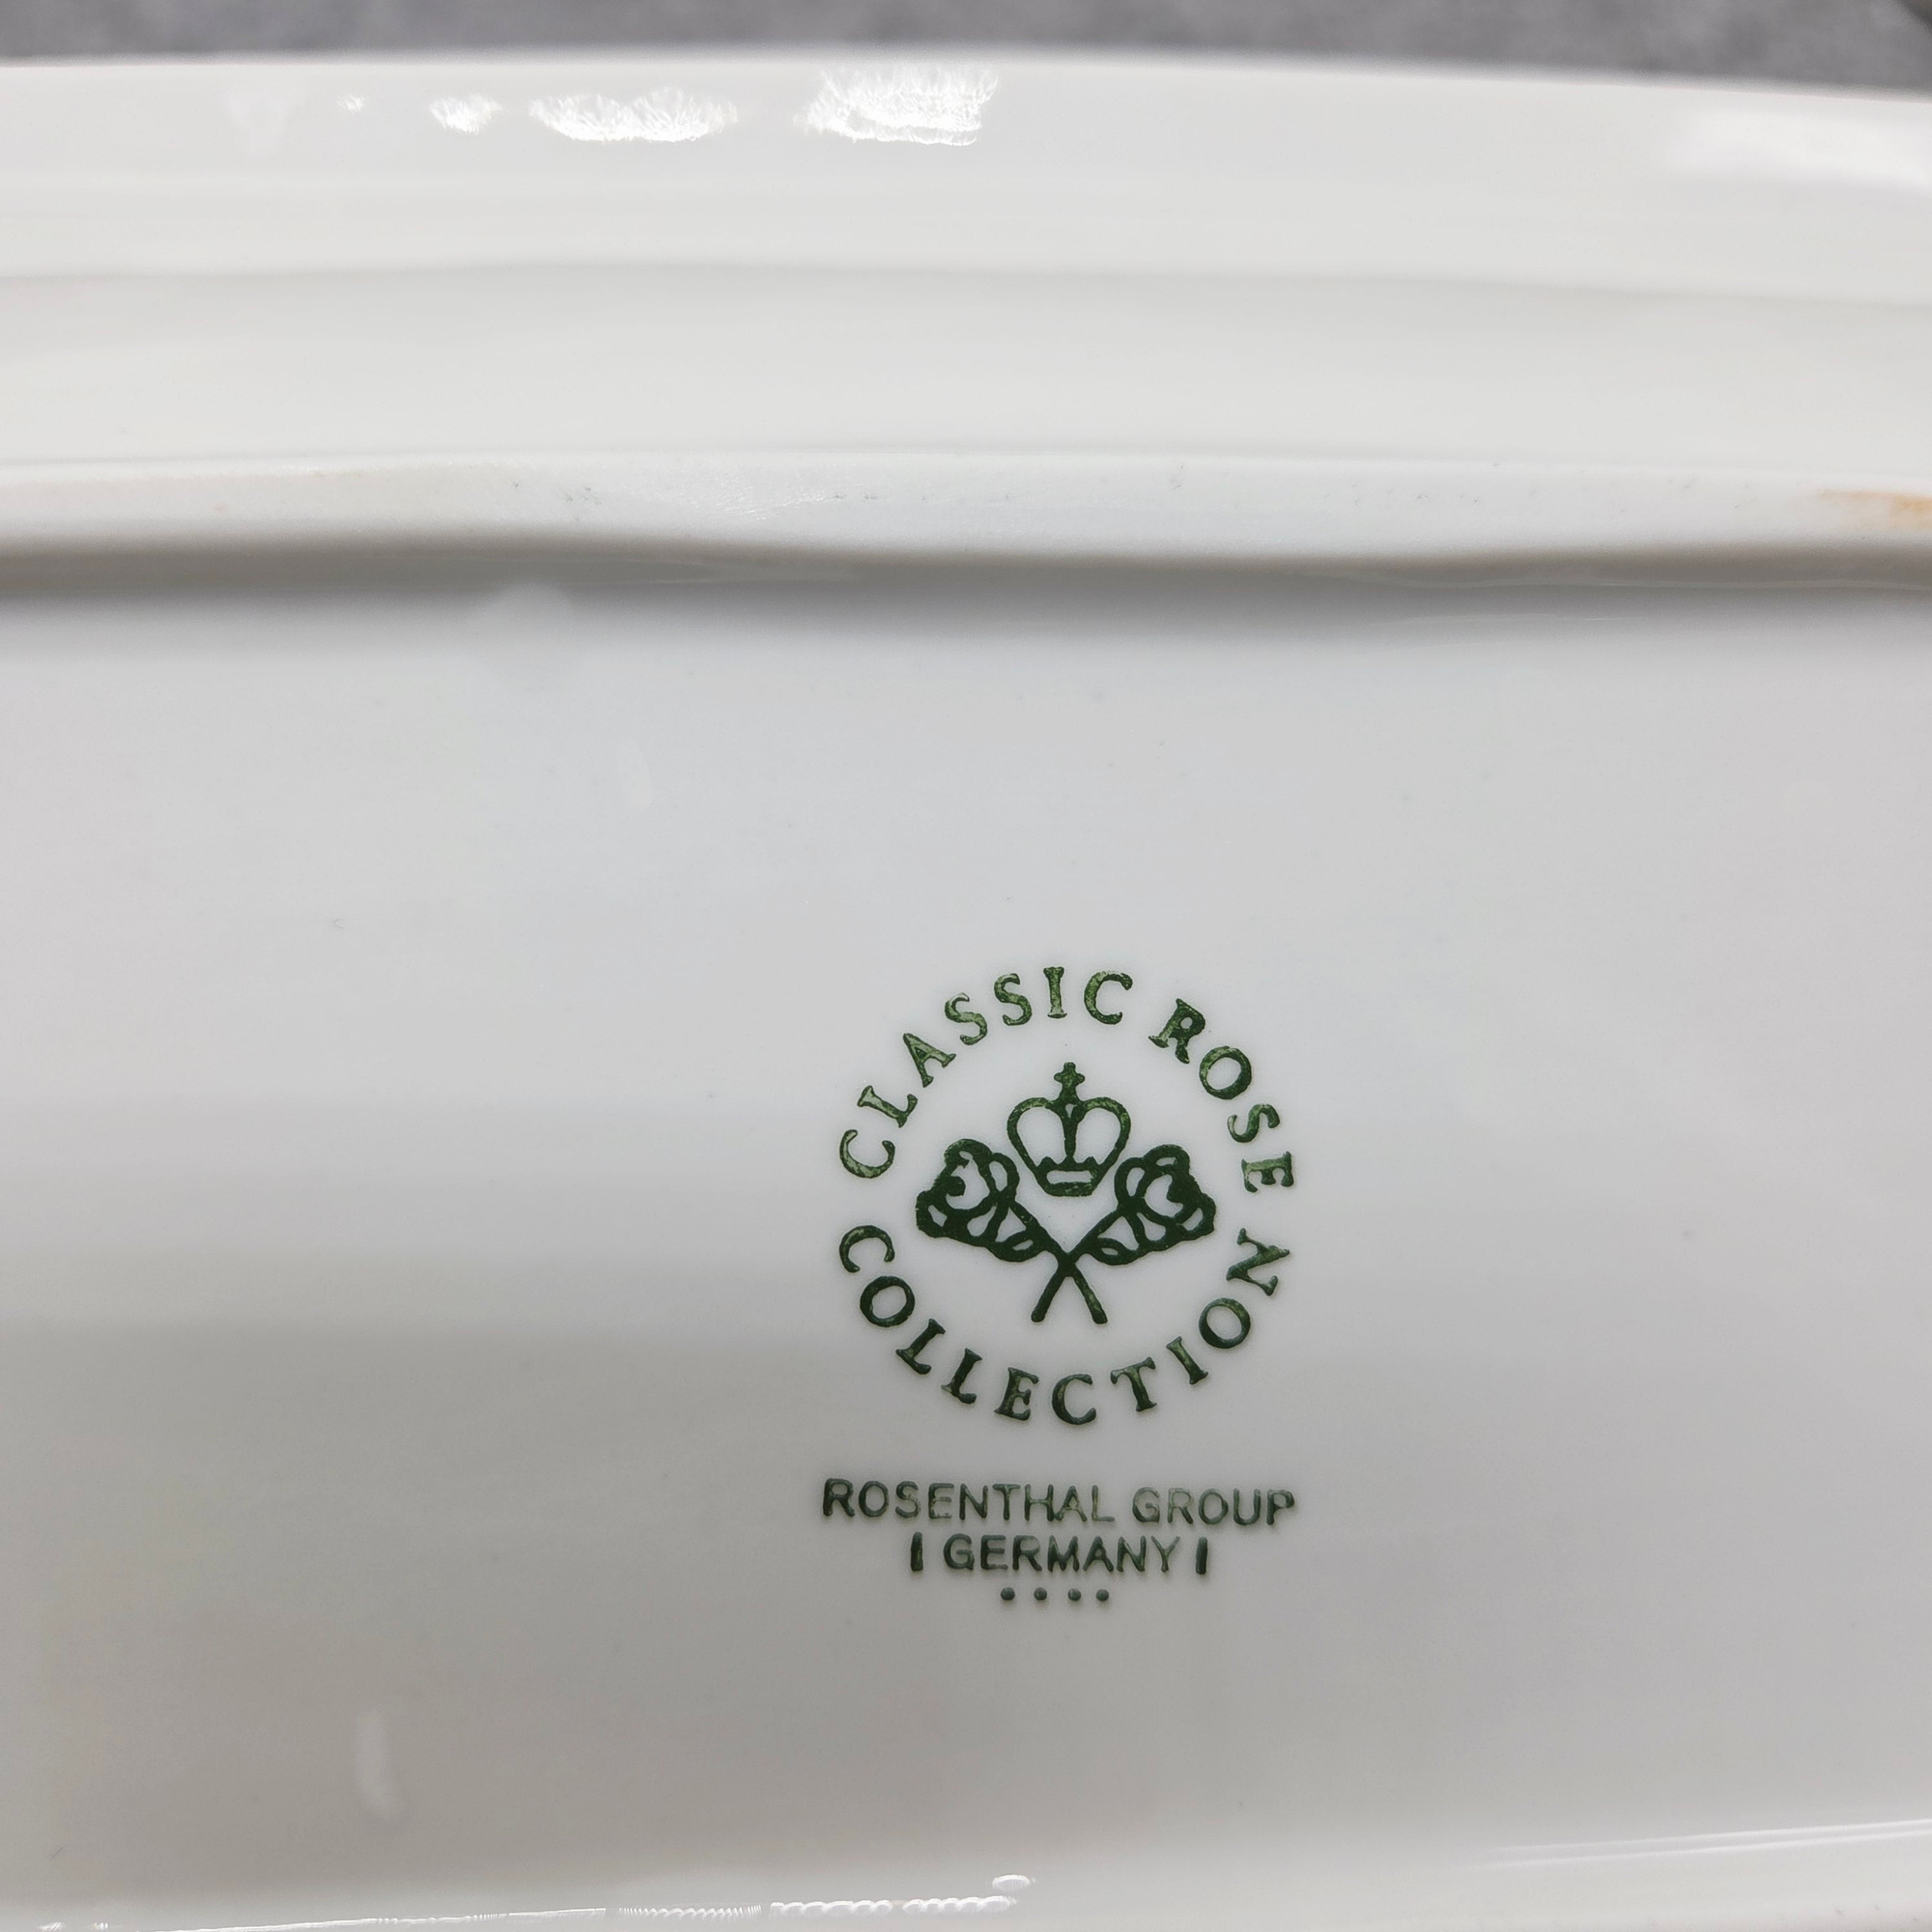 CLASSIC ROSE
COLLECTION
ROSENTHAL GROUP
| GERMANY |